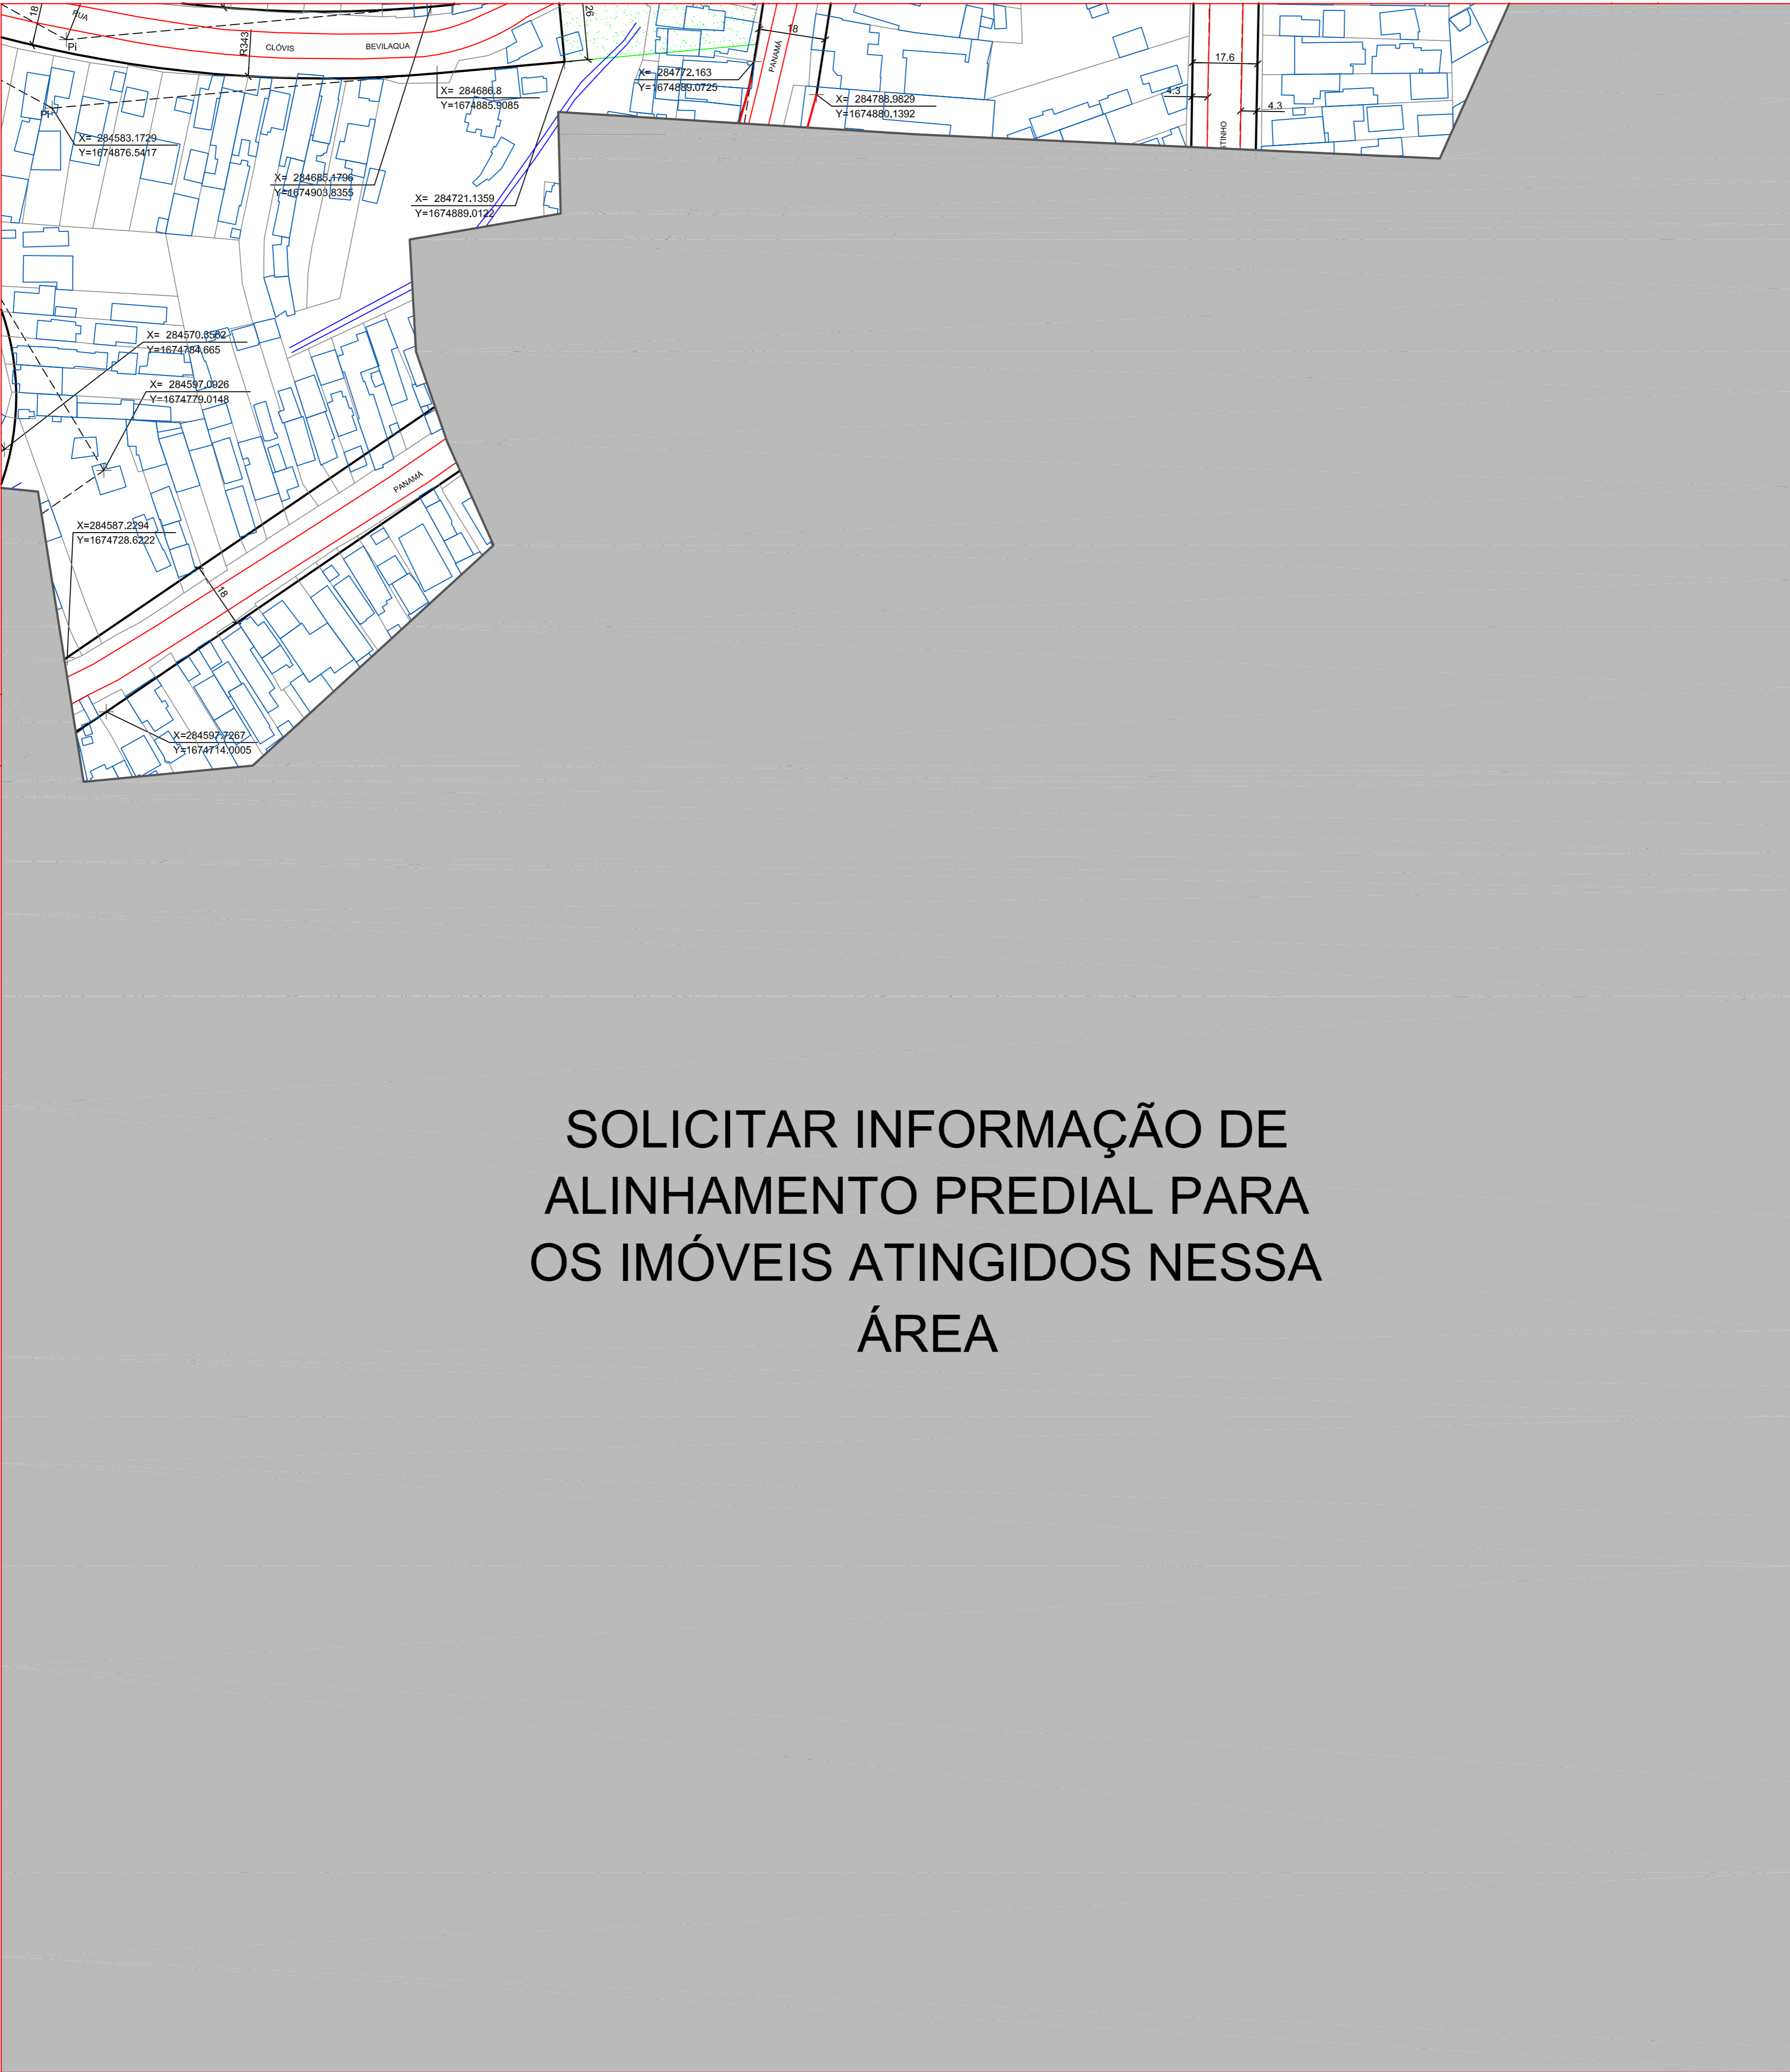 18
RUA
Pi
R343
CLÓVIS
BEVILAQUA
26
18
PANAMÁ
17.6
4.3
4.3
TINHO
X= 284772.163
Y=1674889.0725
X= 284686.8
Y=1674885.9085
X= 284788.9829
Y=1674880.1392
Pi
X= 284583.1729
Y=1674876.5417
X= 284685.1796
Y=1674903.8355
X= 284721.1359
Y=1674889.0122
X= 284570.3562
Y=1674784.665
X= 284597.0926
Y=1674779.0148
PANAMÁ
X=284587.2294
Y=1674728.6222
18
X=284597.7267
Y=1674714.0005
SOLICITAR INFORMAÇÃO DE
ALINHAMENTO PREDIAL PARA
OS IMÓVEIS ATINGIDOS NESSA
ÁREA